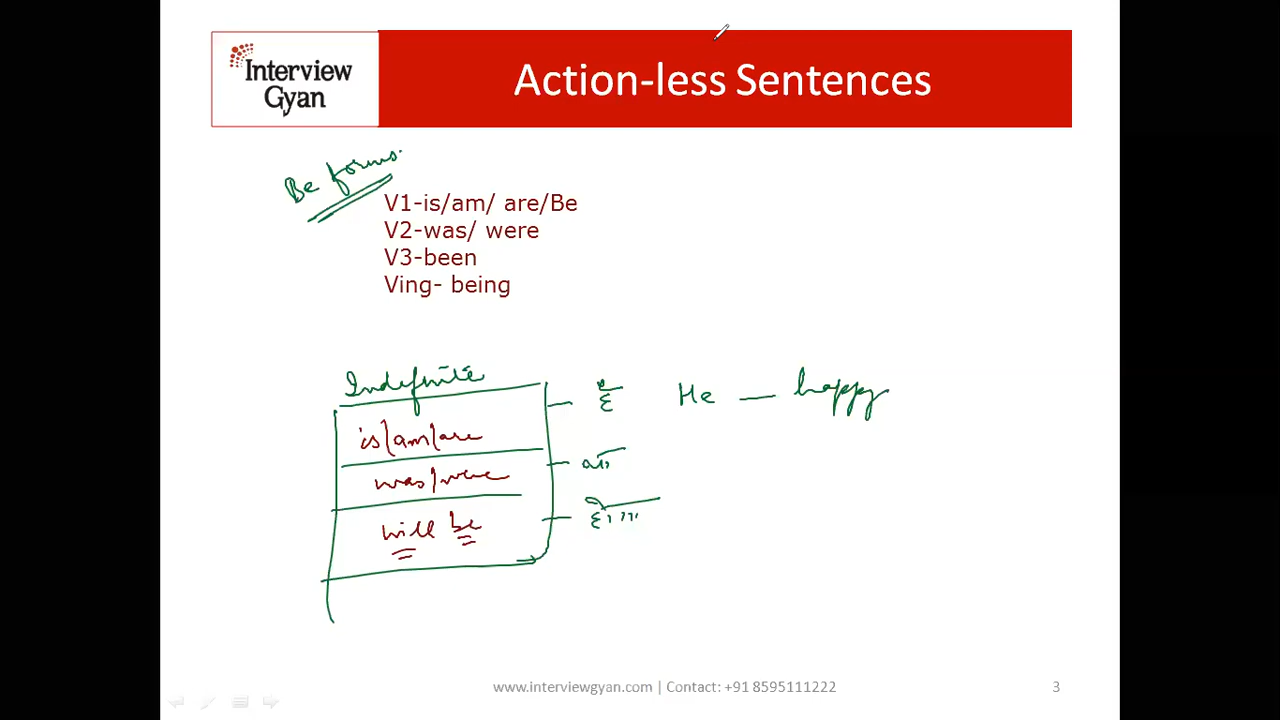 Interview
Gyan
Action-less Sentences
Be forms.
V1-is/am/ are/Be
V2-was/ were
V3-been
Ving- being
Indefinite
is/am/are
was/were
will be
He — happy
www.interviewgyan.com | Contact: +91 8595111222
3